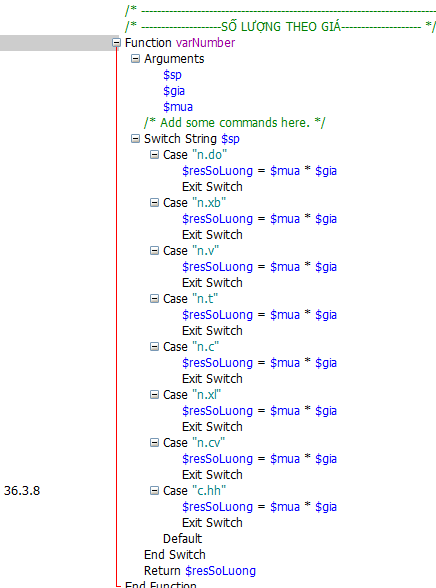 /* --------------------------------------------------------------------------
/* --------------------SỐ LƯỢNG THEO GIÁ-------------------- */
Function varNumber
Arguments
$sp
$gia
$mua
/* Add some commands here. */
Switch String $sp
Case "n.do"
$resSoLuong = $mua * $gia
Exit Switch
Case "n.xb"
$resSoLuong = $mua * $gia
Exit Switch
Case "n.v"
$resSoLuong = $mua * $gia
Exit Switch
Case "n.t"
$resSoLuong = $mua * $gia
Exit Switch
Case "n.c"
$resSoLuong = $mua * $gia
Exit Switch
Case "n.xl"
$resSoLuong = $mua * $gia
Exit Switch
Case "n.cv"
$resSoLuong = $mua * $gia
Exit Switch
36.3.8 Case "c.hh"
$resSoLuong = $mua * $gia
Exit Switch
Default
End Switch
Return $resSoLuong
End Function